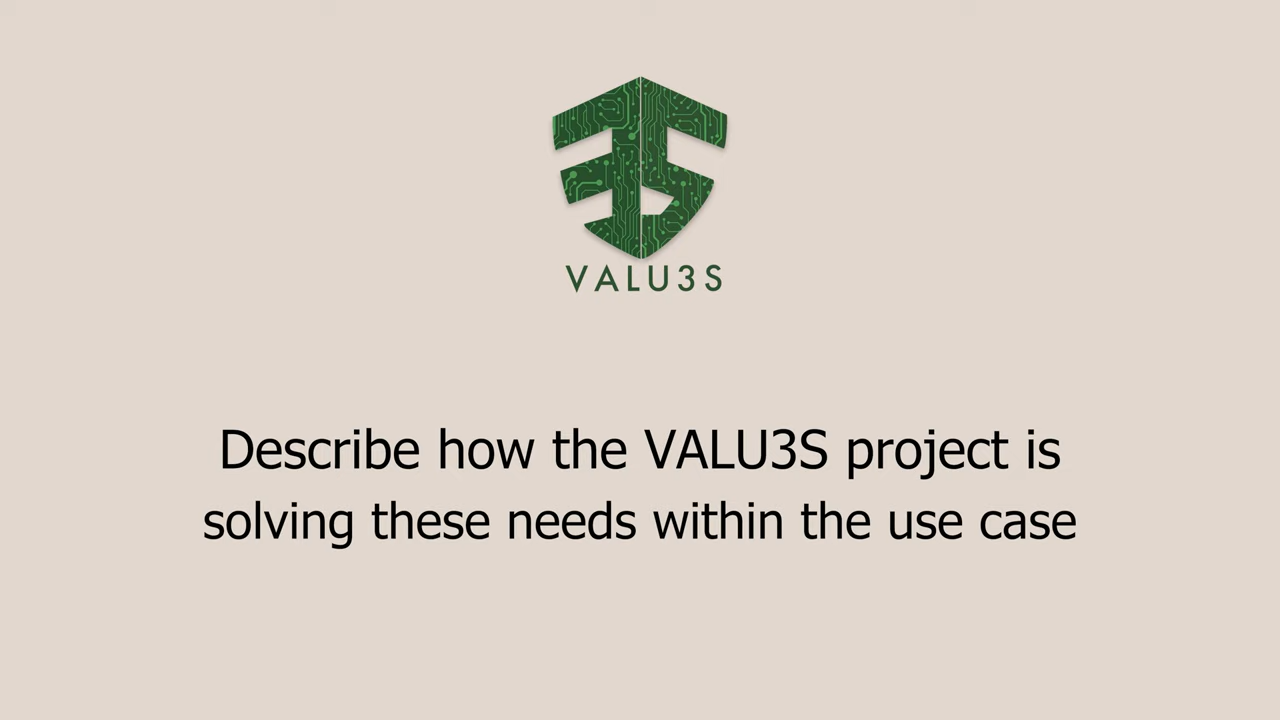 VALU3S
Describe how the VALU3S project is
solving these needs within the use case